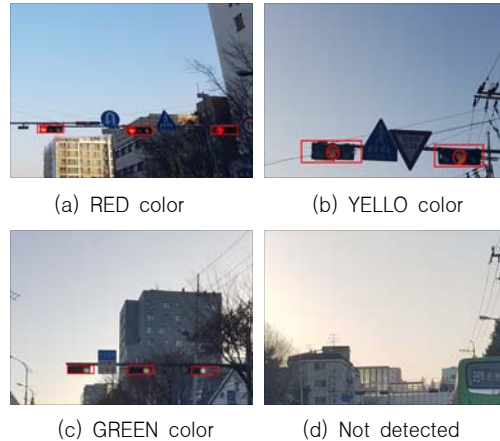 (a) RED color
(b) YELLO color
(c) GREEN color
(d) Not detected